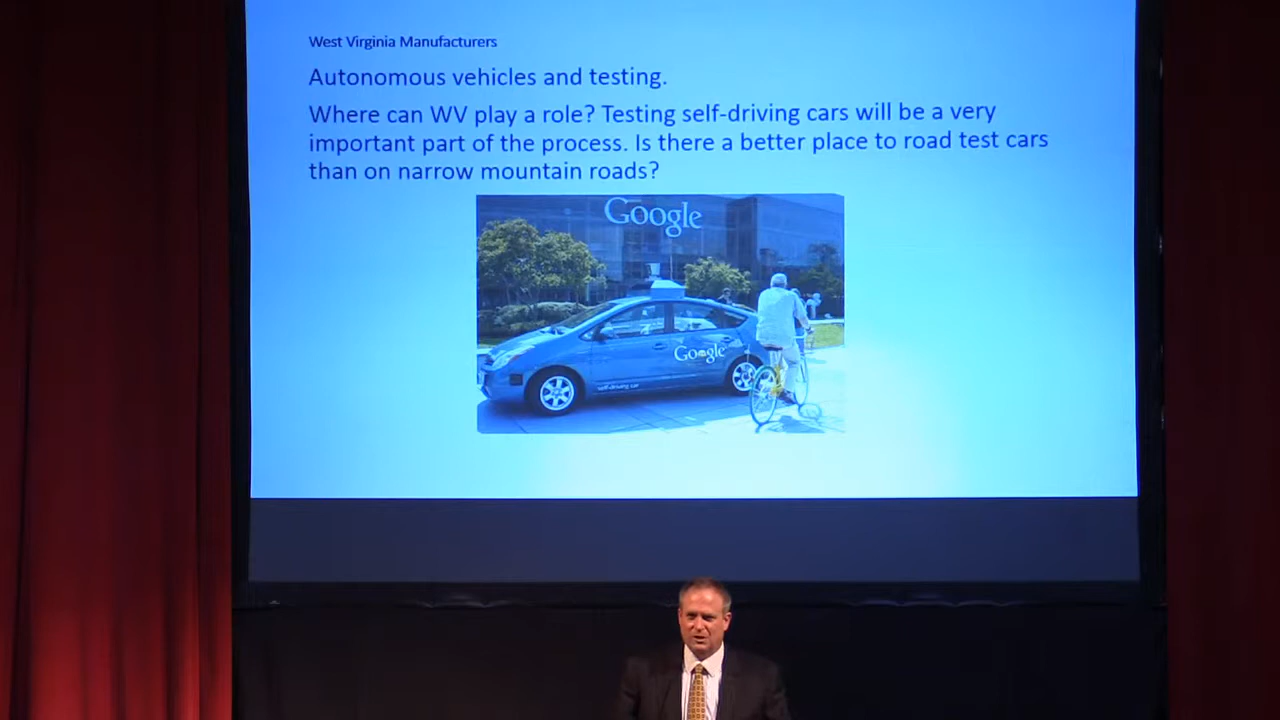 West Virginia Manufacturers
Autonomous vehicles and testing.
Where can WV play a role? Testing self-driving cars will be a very
important part of the process. Is there a better place to road test cars
than on narrow mountain roads?
Google
Google
self-driving car